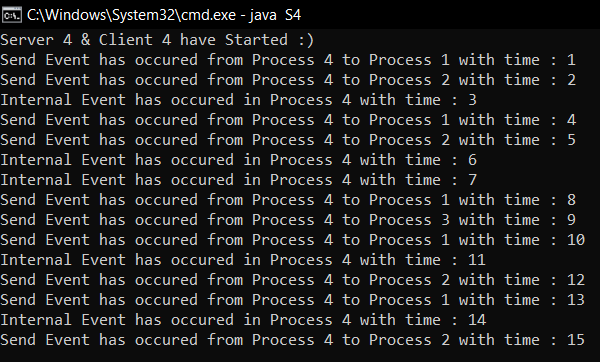 C:\Windows\System32\cmd.exe - java  S4
Server 4 & Client 4 have Started :)
Send Event has occured from Process 4 to Process 1 with time : 1
Send Event has occured from Process 4 to Process 2 with time : 2
Internal Event has occured in Process 4 with time : 3
Send Event has occured from Process 4 to Process 1 with time : 4
Send Event has occured from Process 4 to Process 2 with time : 5
Internal Event has occured in Process 4 with time : 6
Internal Event has occured in Process 4 with time : 7
Send Event has occured from Process 4 to Process 1 with time : 8
Send Event has occured from Process 4 to Process 3 with time : 9
Send Event has occured from Process 4 to Process 1 with time : 10
Internal Event has occured in Process 4 with time : 11
Send Event has occured from Process 4 to Process 2 with time : 12
Send Event has occured from Process 4 to Process 1 with time : 13
Internal Event has occured in Process 4 with time : 14
Send Event has occured from Process 4 to Process 2 with time : 15